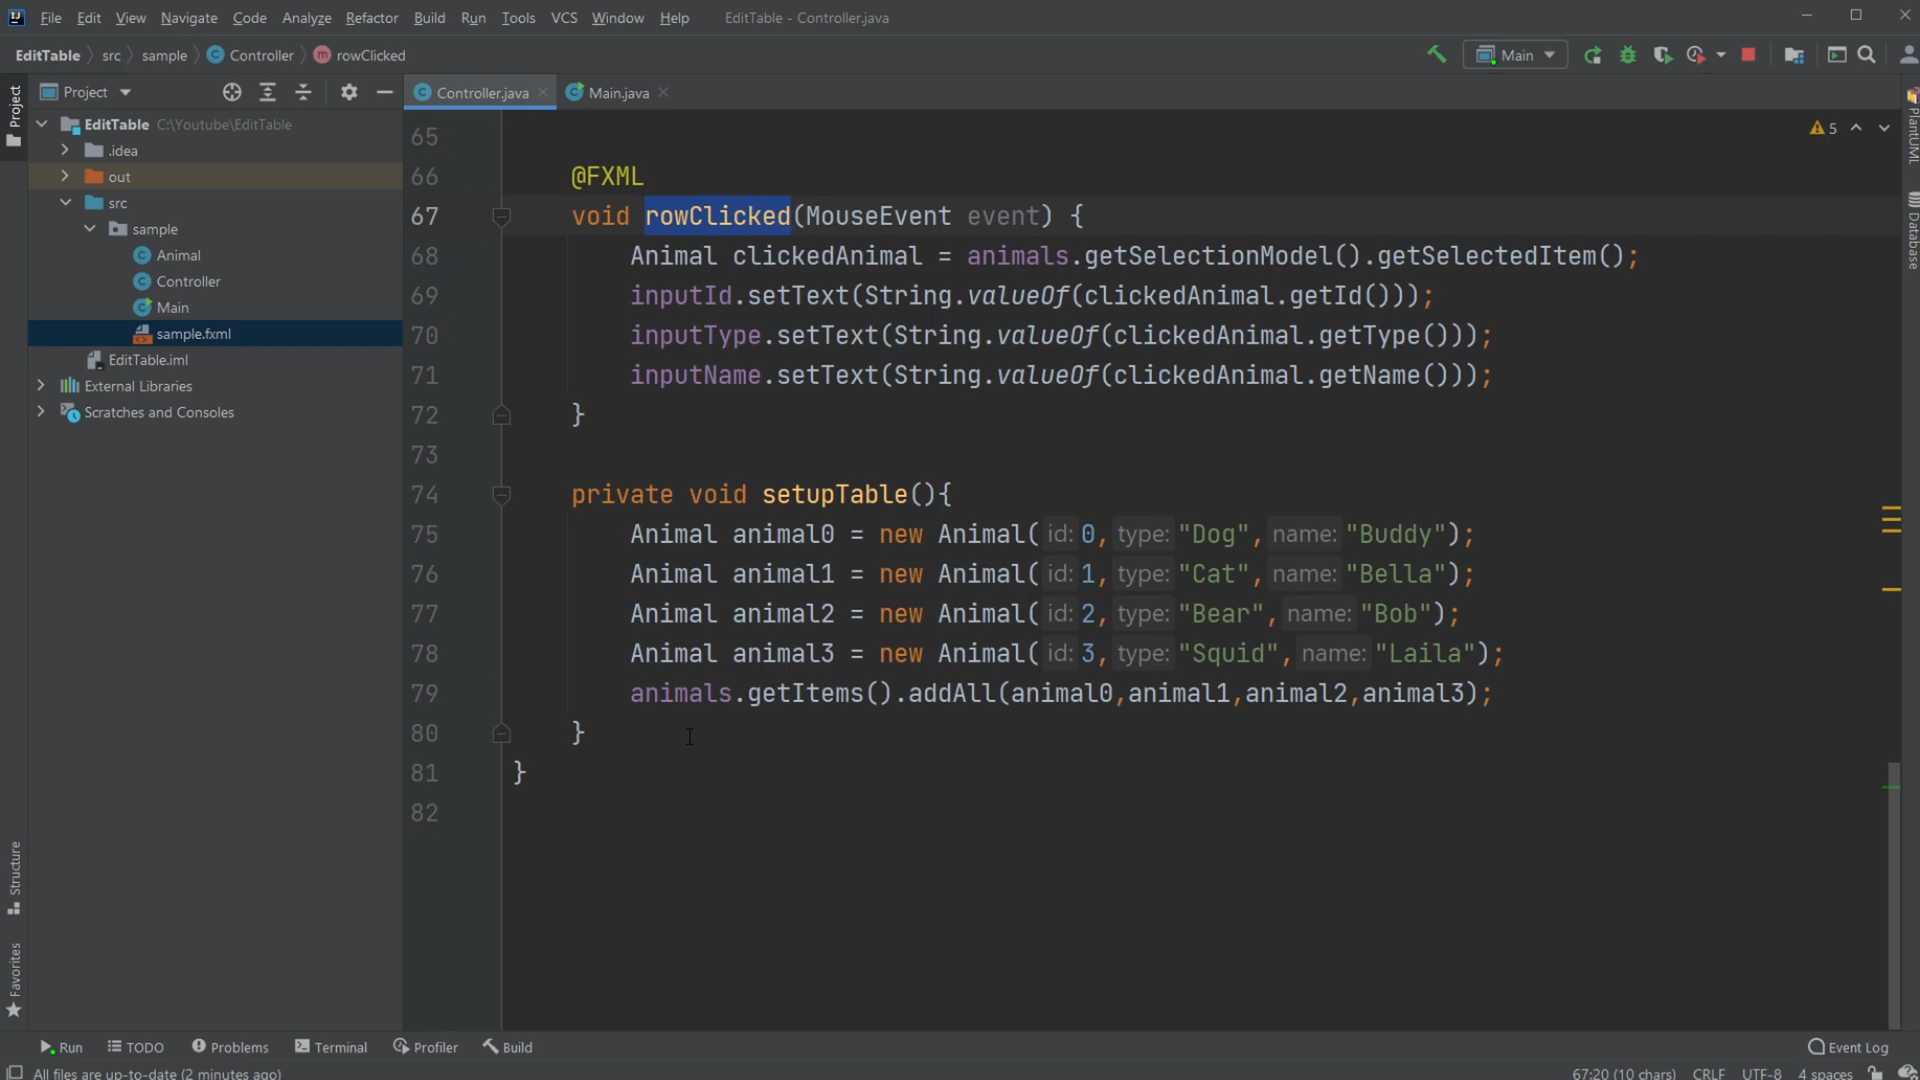 File Edit View Navigate Code Analyze Refactor Build Run Tools VCS Window Help EditTable - Controller.java
EditTable src sample Controller rowClicked Main
Project Controller.java Main.java
EditTable C:\Youtube\EditTable
.idea
out
src
sample
Animal
Controller
Main
sample.fxml
EditTable.iml
External Libraries
Scratches and Consoles
Project
Structure
Favorites
5
65
66 @FXML
67 void rowClicked(MouseEvent event) {
68 Animal clickedAnimal = animals.getSelectionModel().getSelectedItem();
69 inputId.setText(String.valueOf(clickedAnimal.getId()));
70 inputType.setText(String.valueOf(clickedAnimal.getType()));
71 inputName.setText(String.valueOf(clickedAnimal.getName()));
72 }
73
74 private void setupTable(){
75 Animal animal0 = new Animal( id: 0, type: "Dog", name: "Buddy");
76 Animal animal1 = new Animal( id: 1, type: "Cat", name: "Bella");
77 Animal animal2 = new Animal( id: 2, type: "Bear", name: "Bob");
78 Animal animal3 = new Animal( id: 3, type: "Squid", name: "Laila");
79 animals.getItems().addAll(animal0,animal1,animal2,animal3);
80 }
81 }
82
PlantUML
Database
Run TODO Problems Terminal Profiler Build Event Log
All files are up-to-date (2 minutes ago) 67:20 (10 chars) CRLF UTF-8 4 spaces